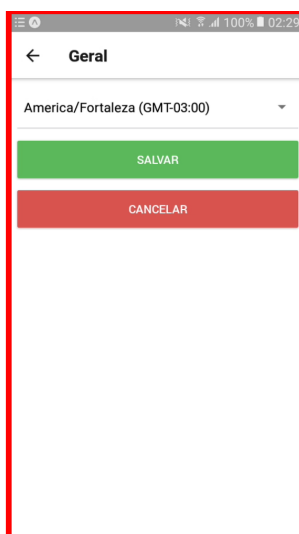 100% 02:29
Geral
America/Fortaleza (GMT-03:00)
SALVAR
CANCELAR